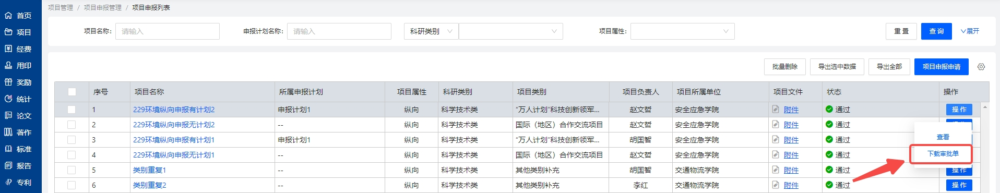 项目管理 / 项目申报管理 / 项目申报列表
首页
项目
经费
用印
奖励
统计
论文
著作
标准
报告
专利
项目名称: 请输入 申报计划名称: 请输入 科研类别 项目属性: 重 置 查 询 展开
批量删除 导出选中数据 导出全部 项目申报申请
序号 项目名称 所属申报计划 项目属性 科研类别 项目类别 项目负责人 项目所属单位 项目文件 状态 操作
1 229环境纵向申报有计划2 申报计划1 纵向 科学技术类 “万人计划”科技创新领军... 赵文哲 安全应急学院 附件 通过 操 作
2 229环境纵向申报无计划2 -- 纵向 科学技术类 国际（地区）合作交流项目 赵文哲 安全应急学院 附件 通过
3 229环境纵向申报有计划1 申报计划1 纵向 科学技术类 “万人计划”科技创新领军... 胡国智 安全应急学院 附件 通过
4 229环境纵向申报无计划1 -- 纵向 科学技术类 国际（地区）合作交流项目 赵文哲 安全应急学院 附件 通过
5 类别重复1 -- 纵向 科学技术类 其他类别补充 胡国智 交通物流学院 附件 通过 操 作
6 类别重复2 -- 纵向 科学技术类 其他类别补充 李红 交通物流学院 附件 通过 操 作
查看
下载审批单